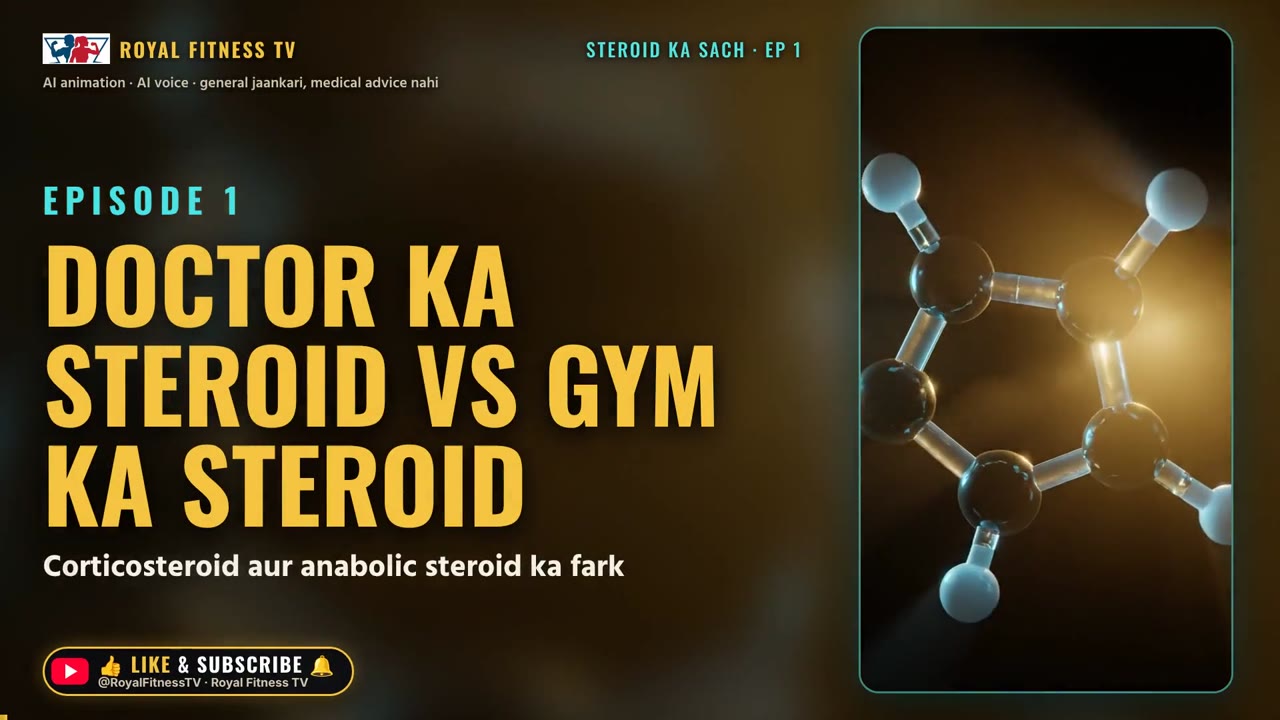 ROYAL FITNESS TV
STEROID KA SACH · EP 1
AI animation · AI voice · general jaankari, medical advice nahi
EPISODE 1
DOCTOR KA
STEROID VS GYM
KA STEROID
Corticosteroid aur anabolic steroid ka fark
👍 LIKE & SUBSCRIBE 🔔
@RoyalFitnessTV · Royal Fitness TV